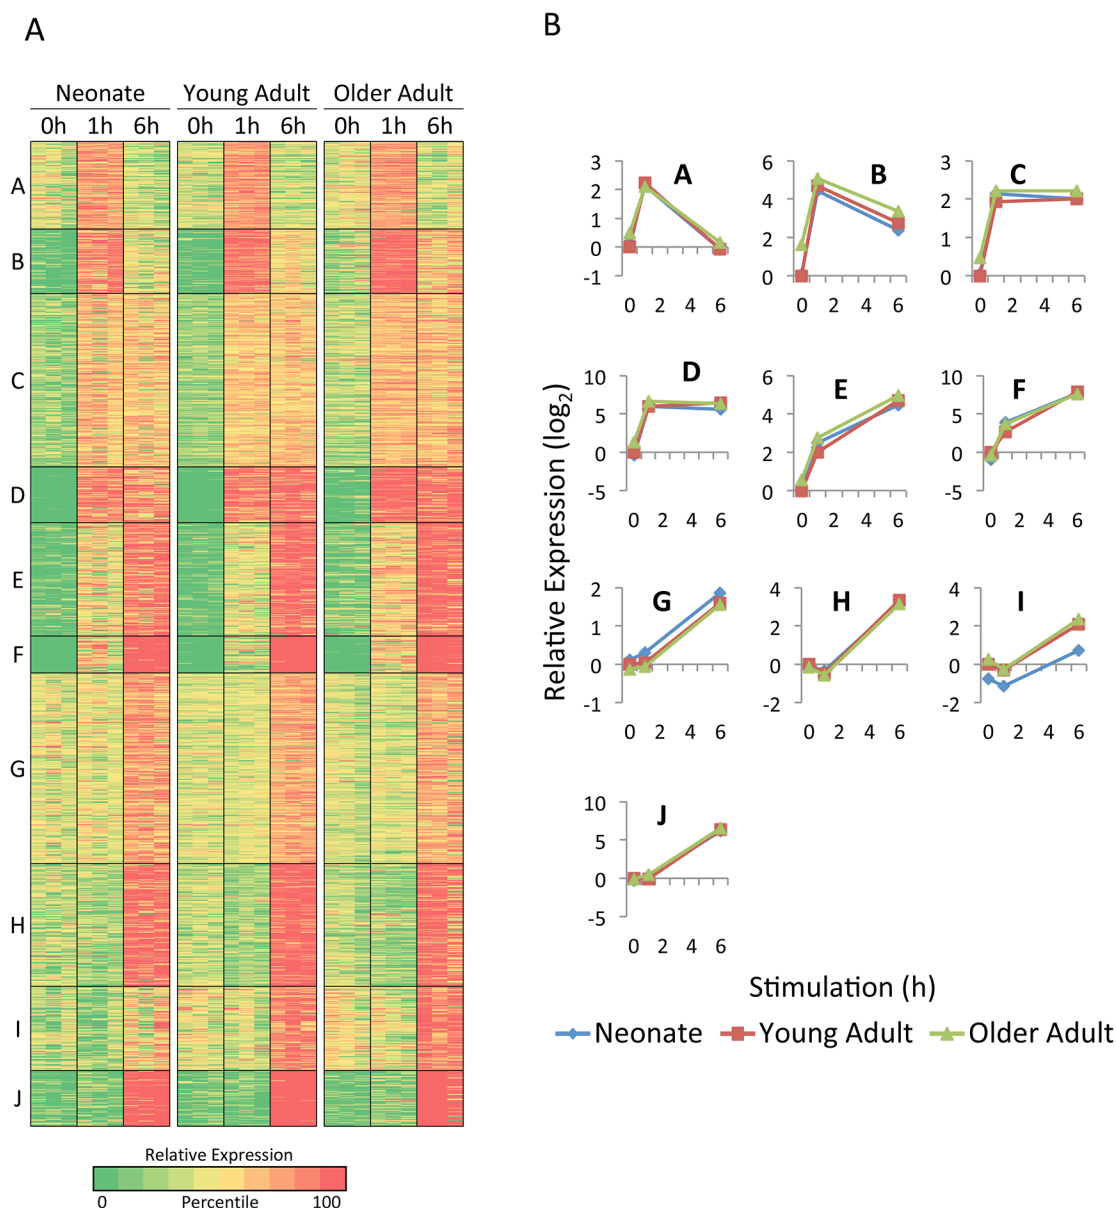 A
Neonate Young Adult Older Adult
0h 1h 6h 0h 1h 6h 0h 1h 6h
A
B
C
D
E
F
G
H
I
J
Relative Expression
0 Percentile 100
B
Relative Expression (log2)
A
3
2
1
0
-1
0 2 4 6
B
6
4
2
0
0 2 4 6
C
3
2
1
0
0 2 4 6
D
10
5
0
-5
0 2 4 6
E
6
4
2
0
0 2 4 6
F
10
5
0
-5
0 2 4 6
G
2
1
0
-1
0 2 4 6
H
4
2
0
-2
0 2 4 6
I
4
2
0
-2
0 2 4 6
J
10
5
0
-5
0 2 4 6
Stimulation (h)
Neonate Young Adult Older Adult